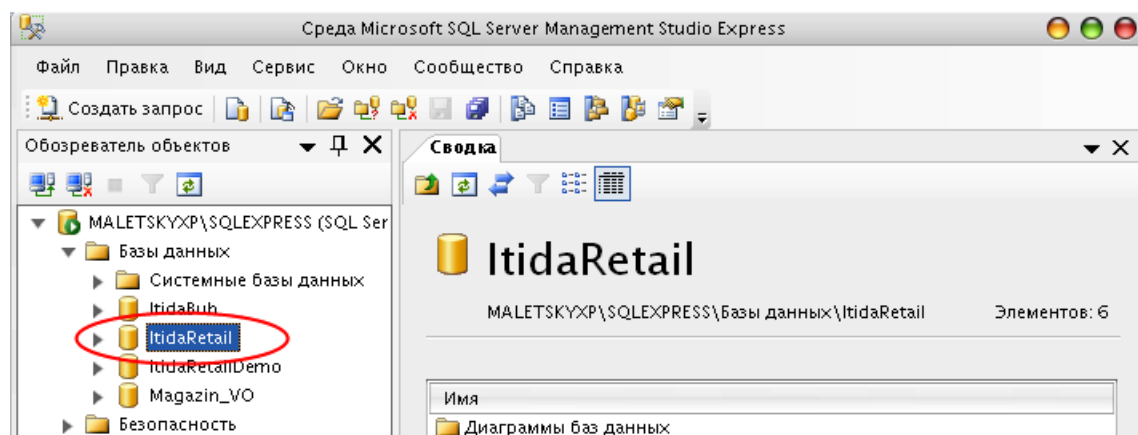 Среда Microsoft SQL Server Management Studio Express
Файл Правка Вид Сервис Окно Сообщество Справка
Создать запрос
Обозреватель объектов
Сводка
MALETSKYXP\SQLEXPRESS (SQL Ser
Базы данных
Системные базы данных
ItidaBuh
ItidaRetail
ItidaRetailDemo
Magazin_VO
Безопасность
ItidaRetail
MALETSKYXP\SQLEXPRESS\Базы данных\ItidaRetail Элементов: 6
Имя
Диаграммы баз данных